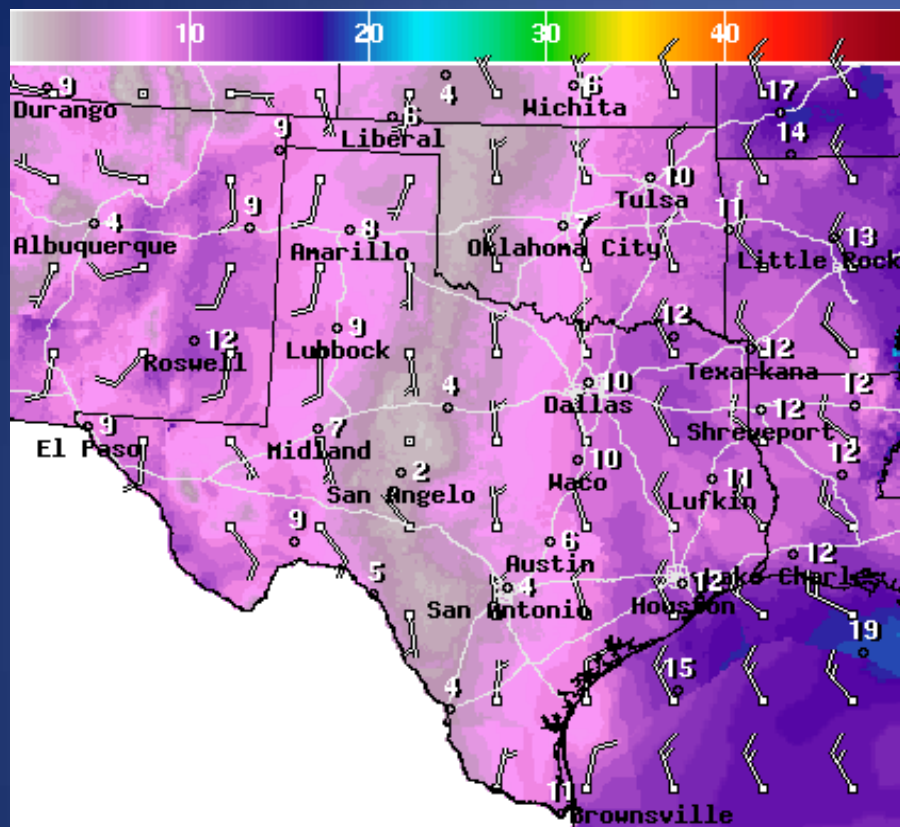 10 20 30 40
9
Durango
4
Wichita
6
6
Liberal
17
14
9
10
Tulsa
4
Albuquerque
9
8
Amarillo
7
Oklahoma City
11
13
Little Rock
12
Roswell
9
Lubbock
12
12
Texarkana
4
10
Dallas
12
12
Shreveport
9
El Paso
7
Midland
2
San Angelo
10
Waco
11
Lufkin
12
9
6
Austin
12
Lake Charles
5
4
San Antonio
12
Houston
19
15
4
11
Brownsville